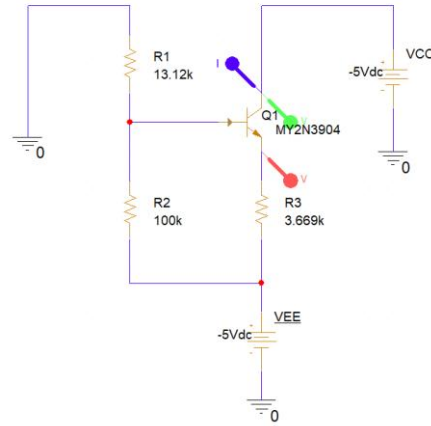 R1
13.12k
I
VCC
-5Vdc
V
Q1
MY2N3904
0
0
V
R2
100k
R3
3.669k
VEE
-5Vdc
0